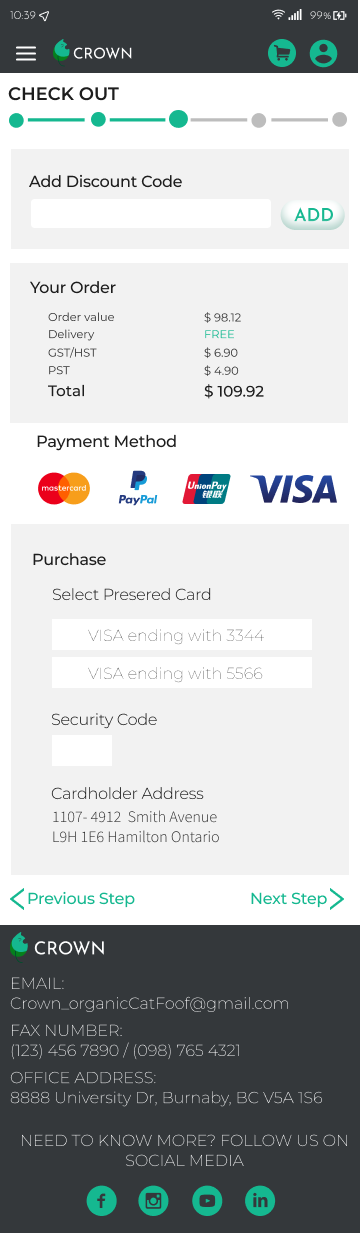 10:39
99%
CROWN
CHECK OUT
Add Discount Code
ADD
Your Order
Order value $ 98.12
Delivery FREE
GST/HST $ 6.90
PST $ 4.90
Total $ 109.92
Payment Method
mastercard
PayPal
UnionPay
银联
VISA
Purchase
Select Presered Card
VISA ending with 3344
VISA ending with 5566
Security Code
Cardholder Address
1107- 4912 Smith Avenue
L9H 1E6 Hamilton Ontario
Previous Step Next Step
CROWN
EMAIL:
Crown_organicCatFoof@gmail.com
FAX NUMBER:
(123) 456 7890 / (098) 765 4321
OFFICE ADDRESS:
8888 University Dr, Burnaby, BC V5A 1S6
NEED TO KNOW MORE? FOLLOW US ON
SOCIAL MEDIA
f
in